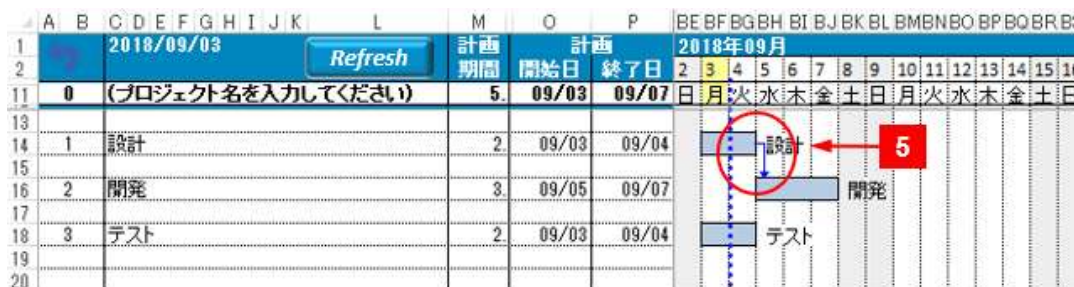 A B C D E F G H I J K L M O P BE BF BG BH BI BJ BK BL BM BN BO BP BQ BR BS
1 2018/09/03 Refresh 計画 計画 2018年09月
2 期間 開始日 終了日 2 3 4 5 6 7 8 9 10 11 12 13 14 15 16
11 0 (プロジェクト名を入力してください) 5. 09/03 09/07 日 月 火 水 木 金 土 日 月 火 水 木 金 土 日
13
14 1 設計 2. 09/03 09/04 設計 5
15
16 2 開発 3. 09/05 09/07 開発
17
18 3 テスト 2. 09/03 09/04 テスト
19
20